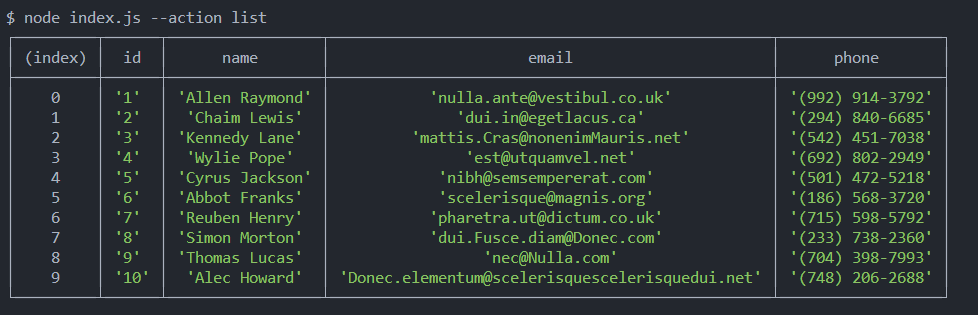 $ node index.js --action list
(index) id name email phone
0 '1' 'Allen Raymond' 'nulla.ante@vestibul.co.uk' '(992) 914-3792'
1 '2' 'Chaim Lewis' 'dui.in@egetlacus.ca' '(294) 840-6685'
2 '3' 'Kennedy Lane' 'mattis.Cras@nonenimMauris.net' '(542) 451-7038'
3 '4' 'Wylie Pope' 'est@utquamvel.net' '(692) 802-2949'
4 '5' 'Cyrus Jackson' 'nibh@semsempererat.com' '(501) 472-5218'
5 '6' 'Abbot Franks' 'scelerisque@magnis.org' '(186) 568-3720'
6 '7' 'Reuben Henry' 'pharetra.ut@dictum.co.uk' '(715) 598-5792'
7 '8' 'Simon Morton' 'dui.Fusce.diam@Donec.com' '(233) 738-2360'
8 '9' 'Thomas Lucas' 'nec@Nulla.com' '(704) 398-7993'
9 '10' 'Alec Howard' 'Donec.elementum@scelerisquescelerisquedui.net' '(748) 206-2688'